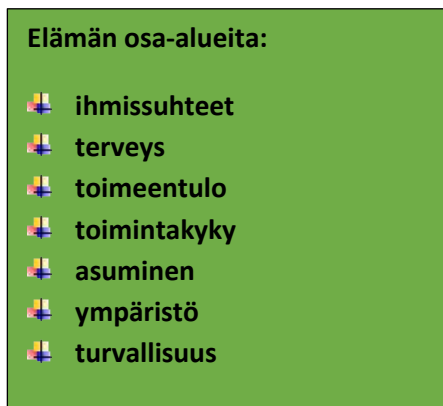 Elämän osa-alueita:
ihmissuhteet
terveys
toimeentulo
toimintakyky
asuminen
ympäristö
turvallisuus